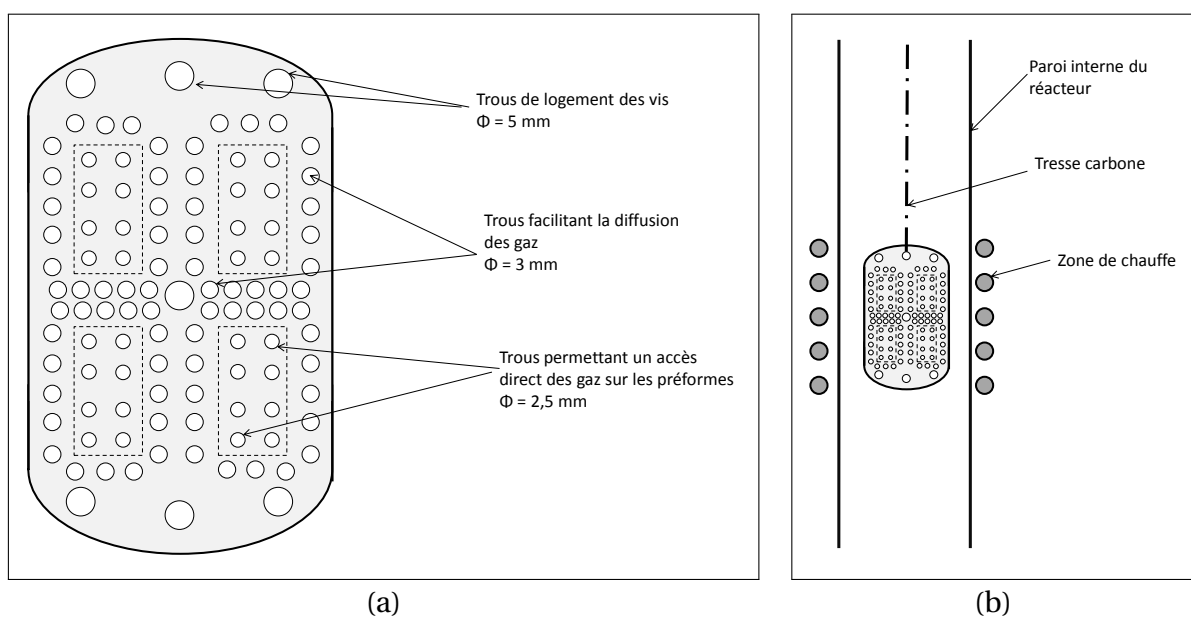 Trous de logement des vis
Φ = 5 mm
Trous facilitant la diffusion
des gaz
Φ = 3 mm
Trous permettant un accès
direct des gaz sur les préformes
Φ = 2,5 mm
(a)
Paroi interne du
réacteur
Tresse carbone
Zone de chauffe
(b)